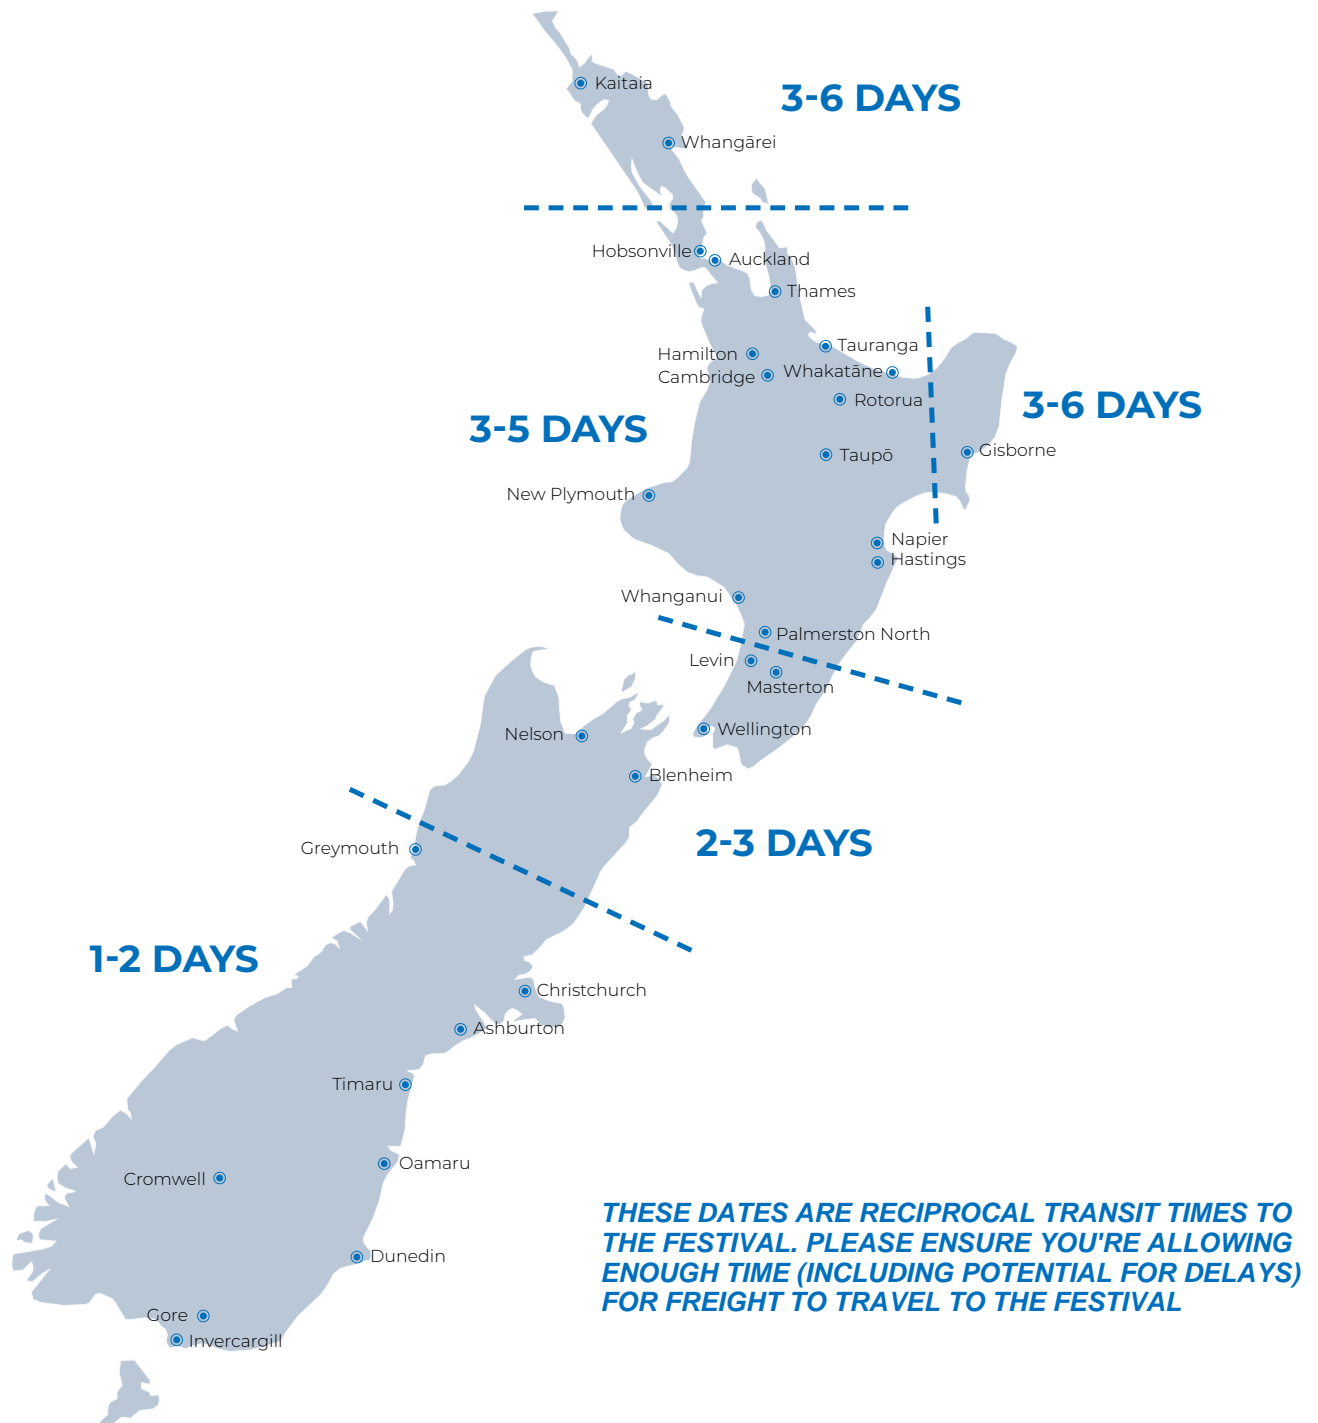 Kaitaia
3-6 DAYS
Whangārei
Hobsonville
Auckland
Thames
Tauranga
Hamilton
Whakatāne
Cambridge
Rotorua
3-6 DAYS
3-5 DAYS
Gisborne
Taupō
New Plymouth
Napier
Hastings
Whanganui
Palmerston North
Levin
Masterton
Wellington
Nelson
Blenheim
2-3 DAYS
Greymouth
1-2 DAYS
Christchurch
Ashburton
Timaru
Oamaru
Cromwell
THESE DATES ARE RECIPROCAL TRANSIT TIMES TO
THE FESTIVAL. PLEASE ENSURE YOU'RE ALLOWING
ENOUGH TIME (INCLUDING POTENTIAL FOR DELAYS)
FOR FREIGHT TO TRAVEL TO THE FESTIVAL
Dunedin
Gore
Invercargill